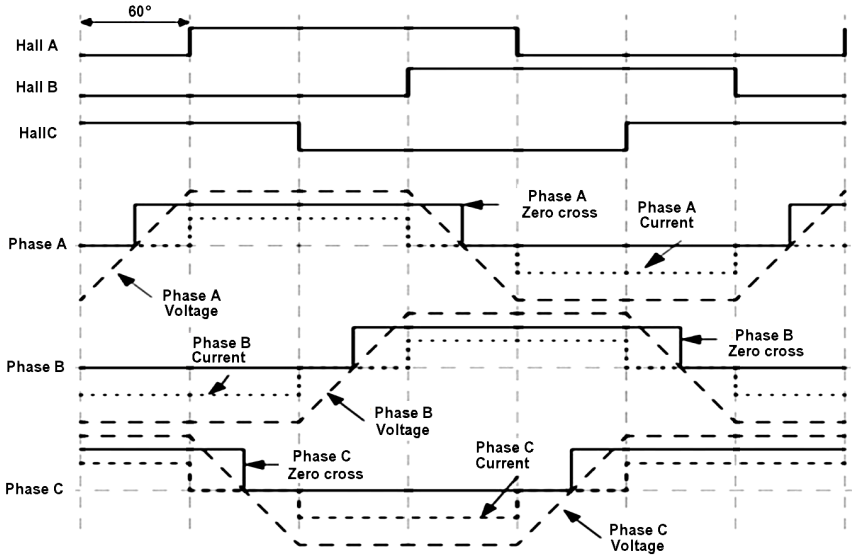 60°
Hall A
Hall B
HallC
Phase A
Zero cross
Phase A
Current
Phase A
Phase A
Voltage
Phase B
Current
Phase B
Zero cross
Phase B
Phase B
Voltage
Phase C
Zero cross
Phase C
Current
Phase C
Phase C
Voltage